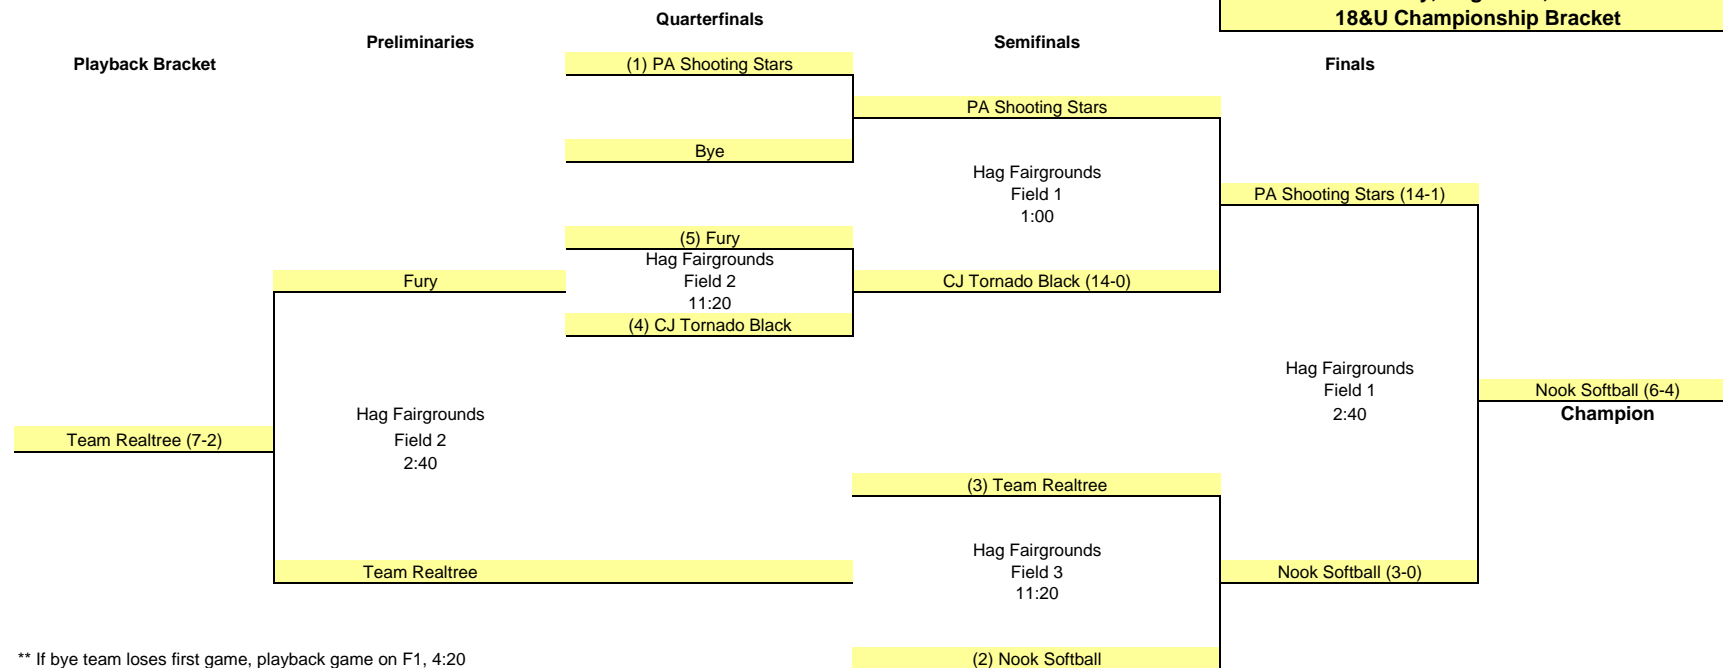 18&U Championship Bracket
Quarterfinals
Preliminaries
Semifinals
Playback Bracket
Finals
(1) PA Shooting Stars
PA Shooting Stars
Bye
Hag Fairgrounds
Field 1
1:00
PA Shooting Stars (14-1)
(5) Fury
Hag Fairgrounds
Field 2
11:20
Fury
CJ Tornado Black (14-0)
(4) CJ Tornado Black
Hag Fairgrounds
Field 1
2:40
Nook Softball (6-4)
Champion
Hag Fairgrounds
Field 2
2:40
Team Realtree (7-2)
(3) Team Realtree
Hag Fairgrounds
Field 3
11:20
Team Realtree
Nook Softball (3-0)
** If bye team loses first game, playback game on F1, 4:20
(2) Nook Softball